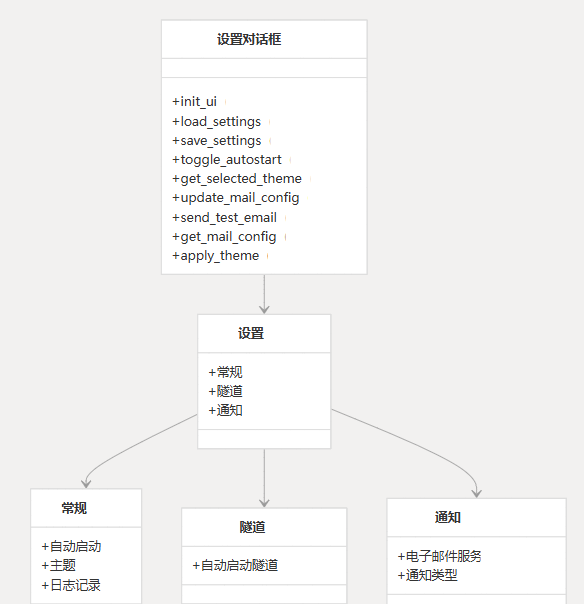 设置对话框
+init_ui
+load_settings
+save_settings
+toggle_autostart
+get_selected_theme
+update_mail_config
+send_test_email
+get_mail_config
+apply_theme
设置
+常规
+隧道
+通知
常规
+自动启动
+主题
+日志记录
隧道
+自动启动隧道
通知
+电子邮件服务
+通知类型